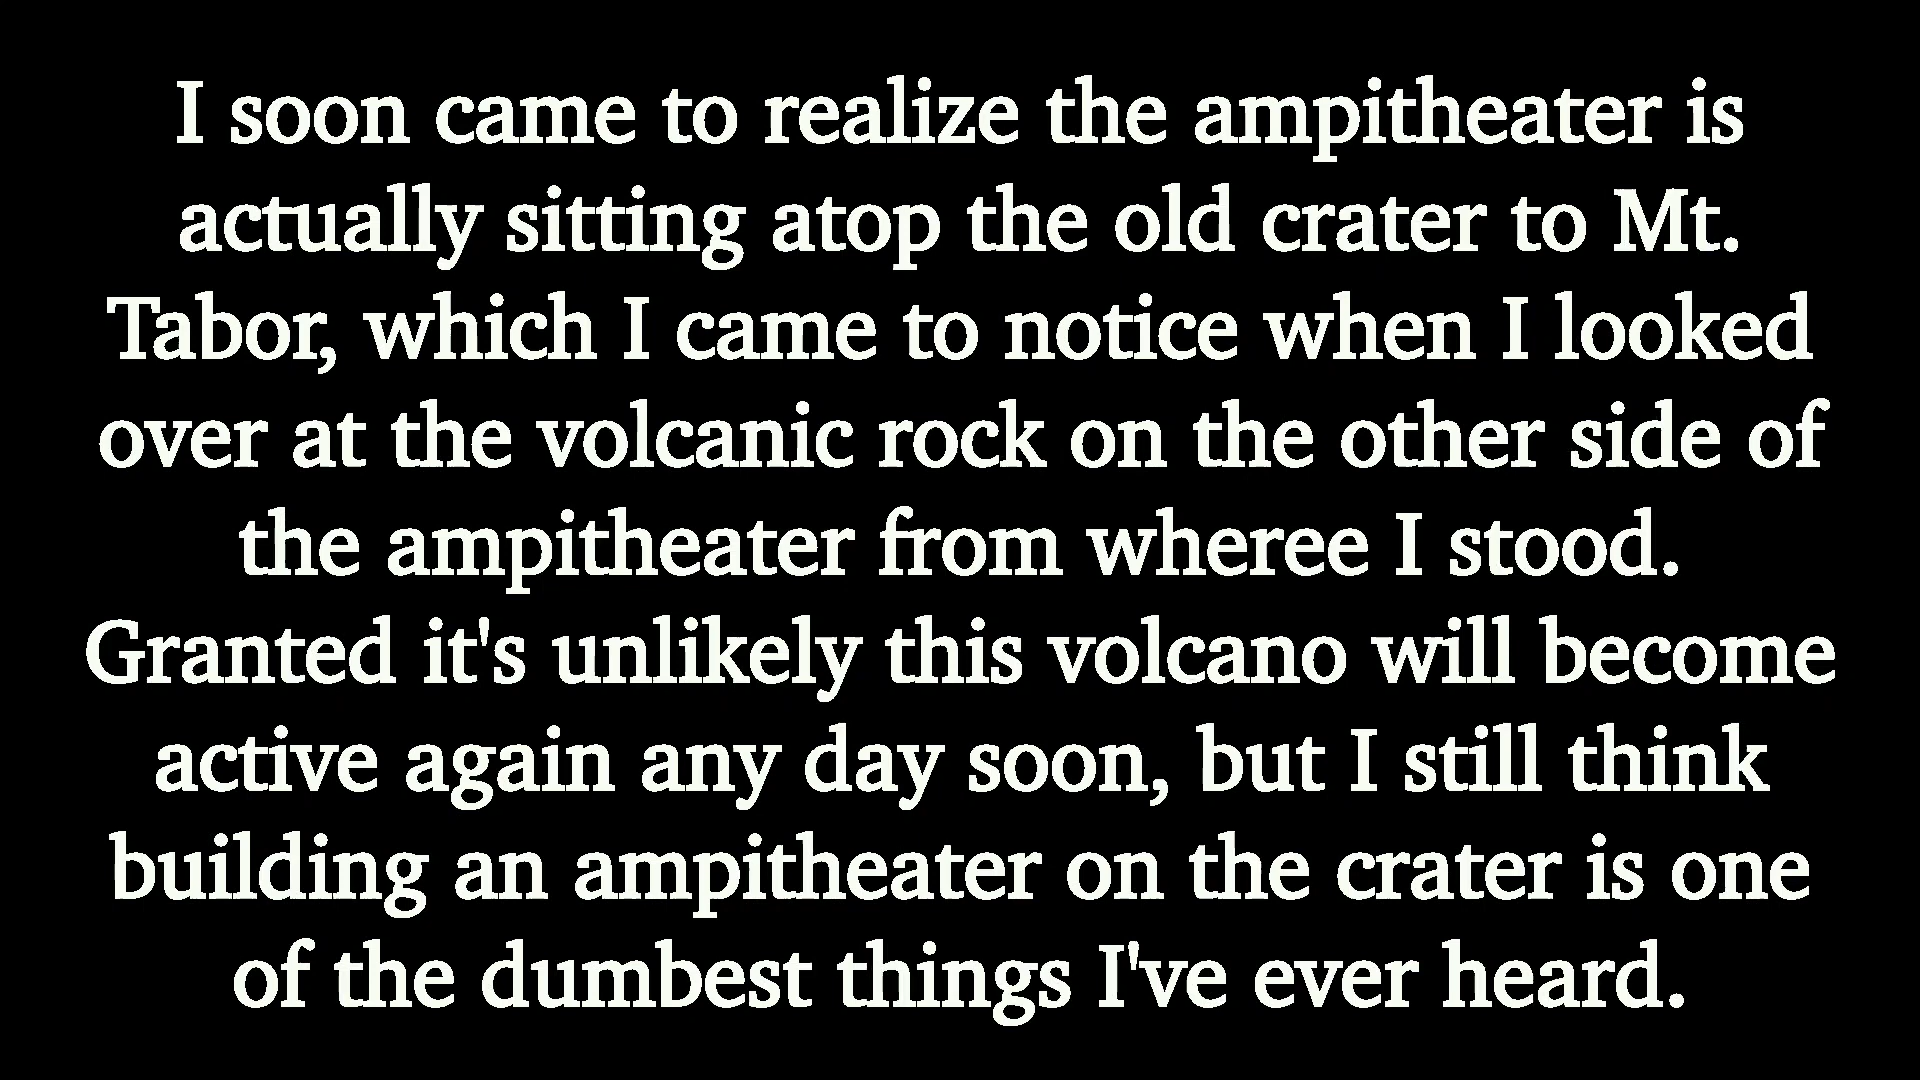 I soon came to realize the ampitheater is
actually sitting atop the old crater to Mt.
Tabor, which I came to notice when I looked
over at the volcanic rock on the other side of
the ampitheater from wheree I stood.
Granted it's unlikely this volcano will become
active again any day soon, but I still think
building an ampitheater on the crater is one
of the dumbest things I've ever heard.